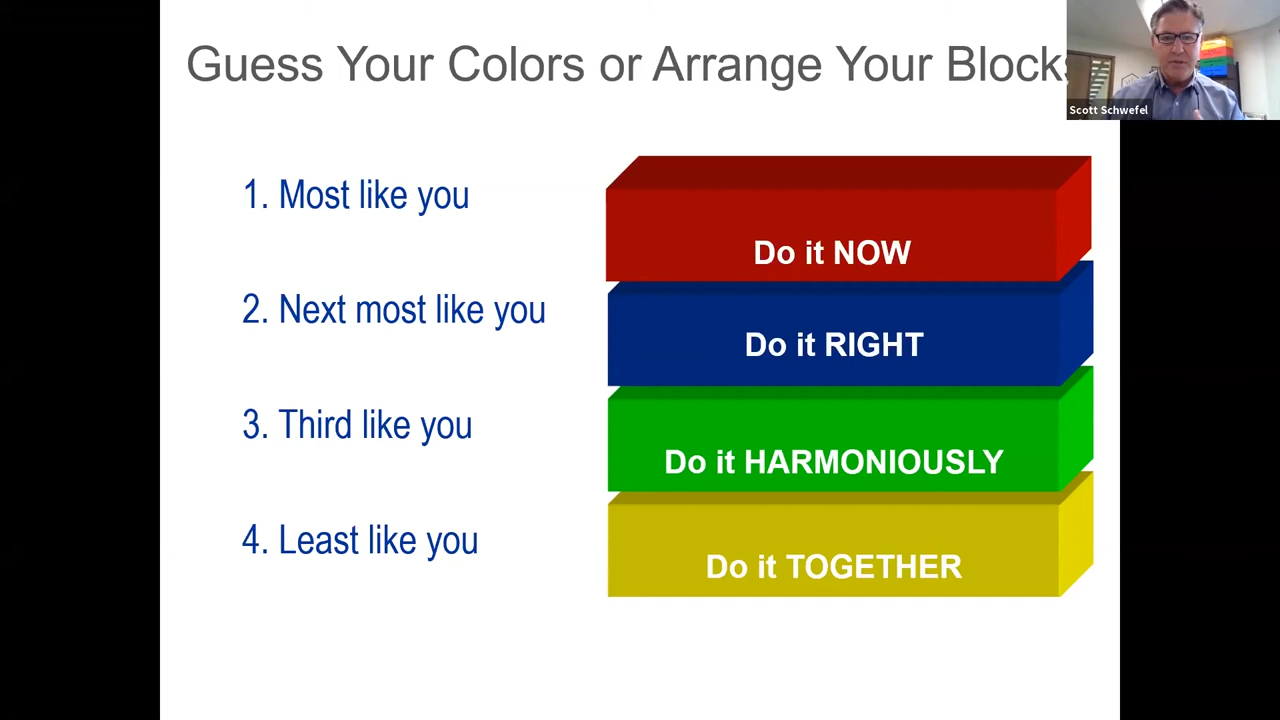 Guess Your Colors or Arrange Your Blocks
Scott Schwefel
1. Most like you
Do it NOW
2. Next most like you
Do it RIGHT
3. Third like you
Do it HARMONIOUSLY
4. Least like you
Do it TOGETHER